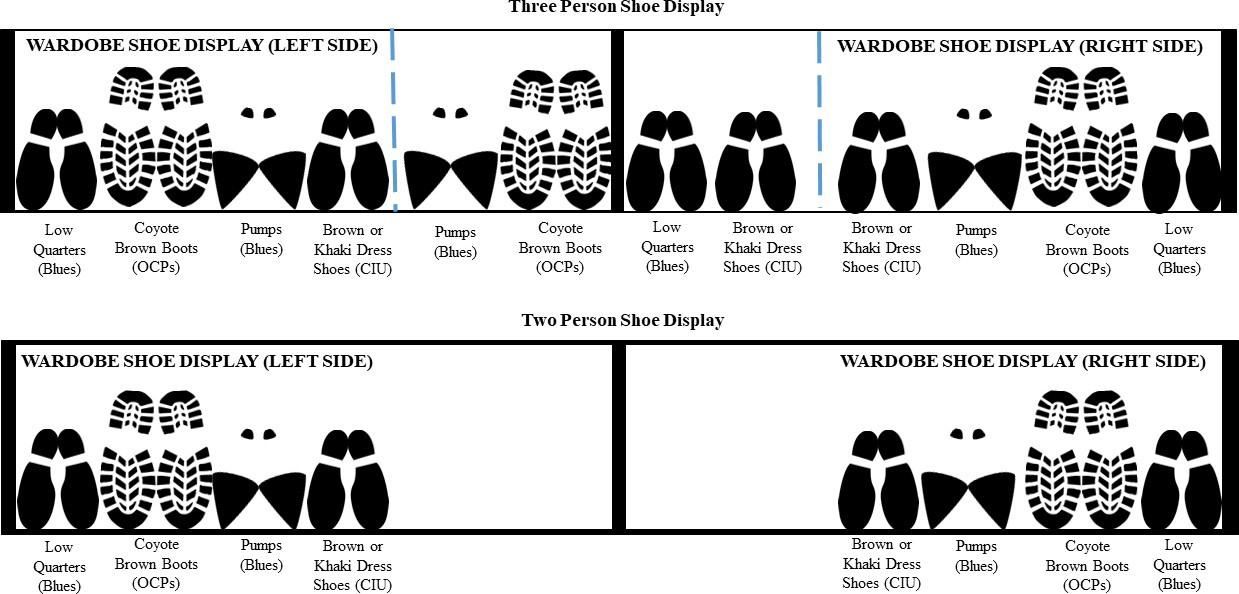 Three Person Shoe Display
WARDOBE SHOE DISPLAY (LEFT SIDE)
WARDOBE SHOE DISPLAY (RIGHT SIDE)
Low
Quarters
(Blues)
Coyote
Brown Boots
(OCPs)
Pumps
(Blues)
Brown or
Khaki Dress
Shoes (CIU)
Pumps
(Blues)
Coyote
Brown Boots
(OCPs)
Low
Quarters
(Blues)
Brown or
Khaki Dress
Shoes (CIU)
Brown or
Khaki Dress
Shoes (CIU)
Pumps
(Blues)
Coyote
Brown Boots
(OCPs)
Low
Quarters
(Blues)
Two Person Shoe Display
WARDOBE SHOE DISPLAY (LEFT SIDE)
WARDOBE SHOE DISPLAY (RIGHT SIDE)
Low
Quarters
(Blues)
Coyote
Brown Boots
(OCPs)
Pumps
(Blues)
Brown or
Khaki Dress
Shoes (CIU)
Brown or
Khaki Dress
Shoes (CIU)
Pumps
(Blues)
Coyote
Brown Boots
(OCPs)
Low
Quarters
(Blues)